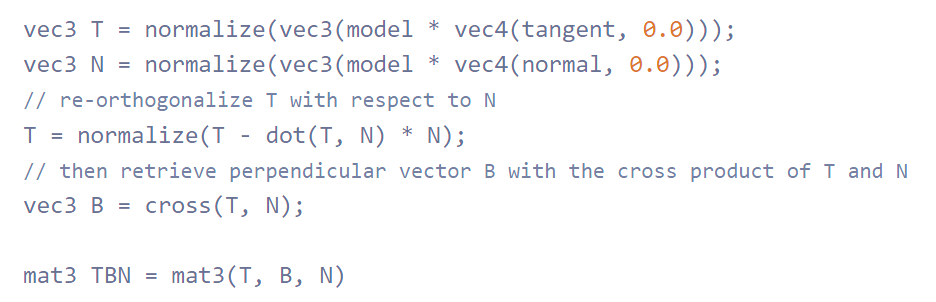 vec3 T = normalize(vec3(model * vec4(tangent, 0.0)));
vec3 N = normalize(vec3(model * vec4(normal, 0.0)));
// re-orthogonalize T with respect to N
T = normalize(T - dot(T, N) * N);
// then retrieve perpendicular vector B with the cross product of T and N
vec3 B = cross(T, N);
mat3 TBN = mat3(T, B, N)